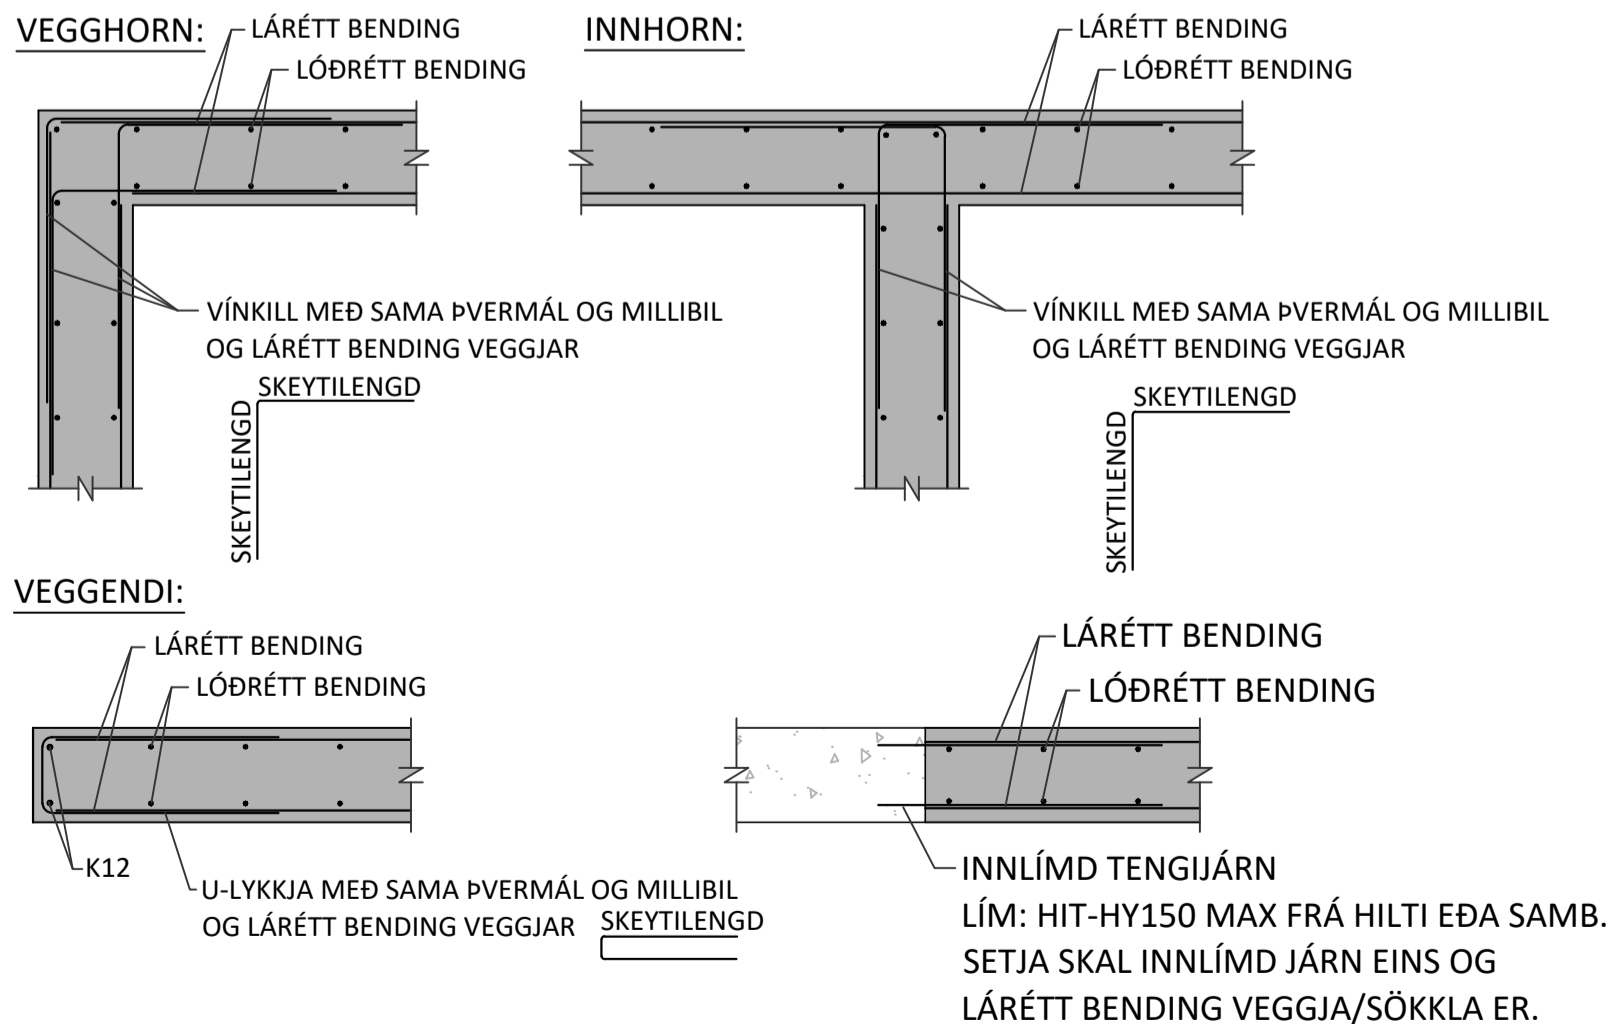 VEGGHORN:
LÁRÉTT BENDING
LÓÐRÉTT BENDING
VÍNKILL MEÐ SAMA ÞVERMÁL OG MILLIBIL
OG LÁRÉTT BENDING VEGGJAR
SKEYTILENGD
SKEYTILENGD
INNHORN:
LÁRÉTT BENDING
LÓÐRÉTT BENDING
VÍNKILL MEÐ SAMA ÞVERMÁL OG MILLIBIL
OG LÁRÉTT BENDING VEGGJAR
SKEYTILENGD
SKEYTILENGD
VEGGENDI:
LÁRÉTT BENDING
LÓÐRÉTT BENDING
K12
U-LYKKJA MEÐ SAMA ÞVERMÁL OG MILLIBIL
OG LÁRÉTT BENDING VEGGJAR
SKEYTILENGD
LÁRÉTT BENDING
LÓÐRÉTT BENDING
INNLÍMD TENGIJÁRN
LÍM: HIT-HY150 MAX FRÁ HILTI EÐA SAMB.
SETJA SKAL INNLÍMD JÁRN EINS OG
LÁRÉTT BENDING VEGGJA/SÖKKLA ER.